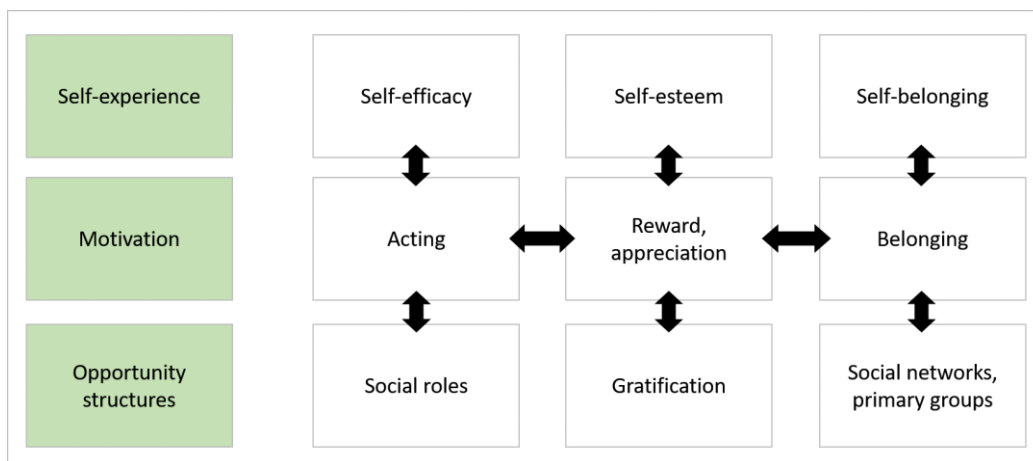 Self-experience
Self-efficacy
Self-esteem
Self-belonging
Motivation
Acting
Reward,
appreciation
Belonging
Opportunity
structures
Social roles
Gratification
Social networks,
primary groups